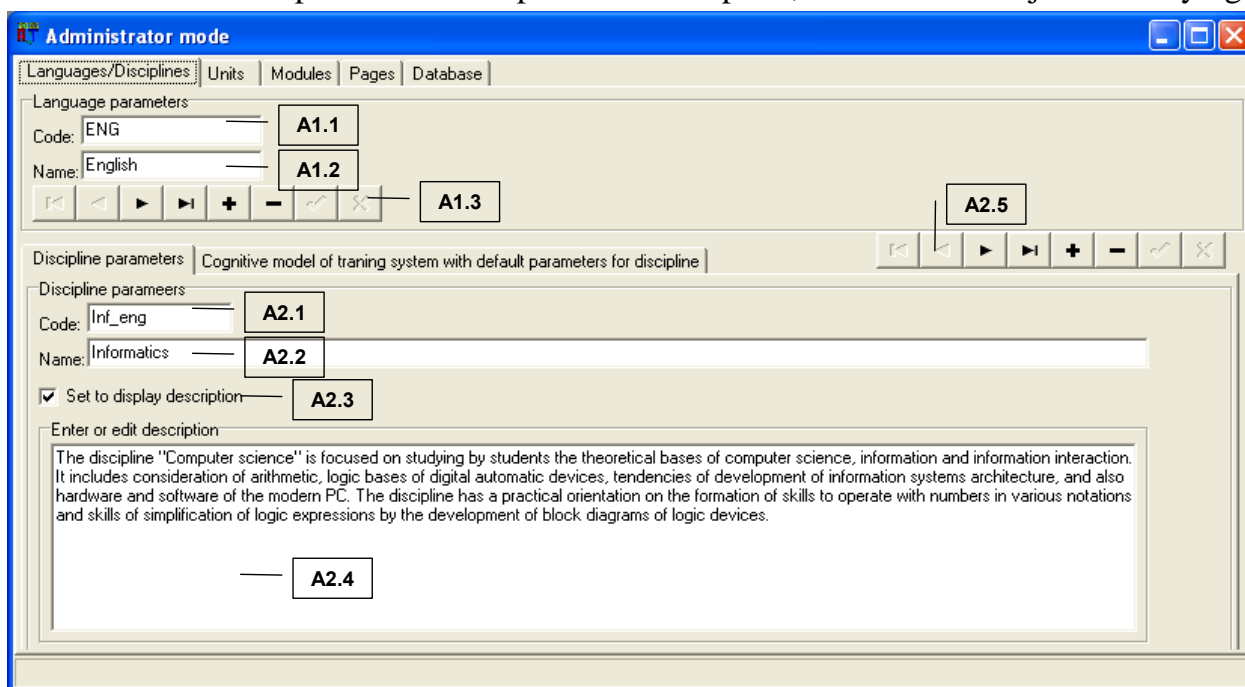 Administrator mode
Languages/Disciplines Units Modules Pages Database
Language parameters
Code: ENG A1.1
Name: English A1.2
A1.3
A2.5
Discipline parameters Cognitive model of traning system with default parameters for discipline
Discipline parameers
Code: Inf_eng A2.1
Name: Informatics A2.2
Set to display description A2.3
Enter or edit description
The discipline "Computer science" is focused on studying by students the theoretical bases of computer science, information and information interaction.
It includes consideration of arithmetic, logic bases of digital automatic devices, tendencies of development of information systems architecture, and also
hardware and software of the modern PC. The discipline has a practical orientation on the formation of skills to operate with numbers in various notations
and skills of simplification of logic expressions by the development of block diagrams of logic devices.
A2.4